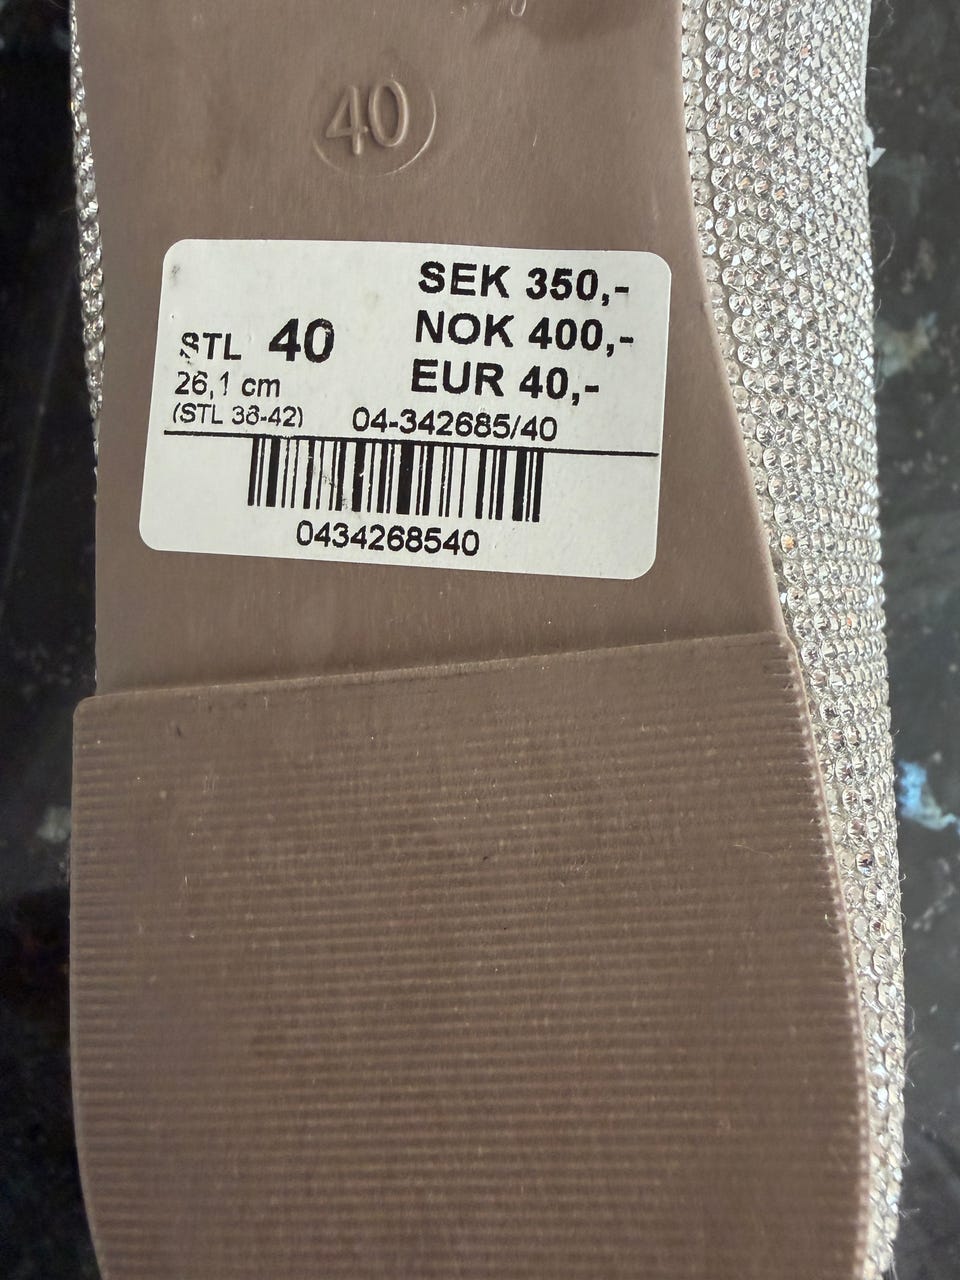 40
SEK 350,-
NOK 400,-
EUR 40,-
STL 40
26,1 cm
(STL 36-42) 04-342685/40
0434268540